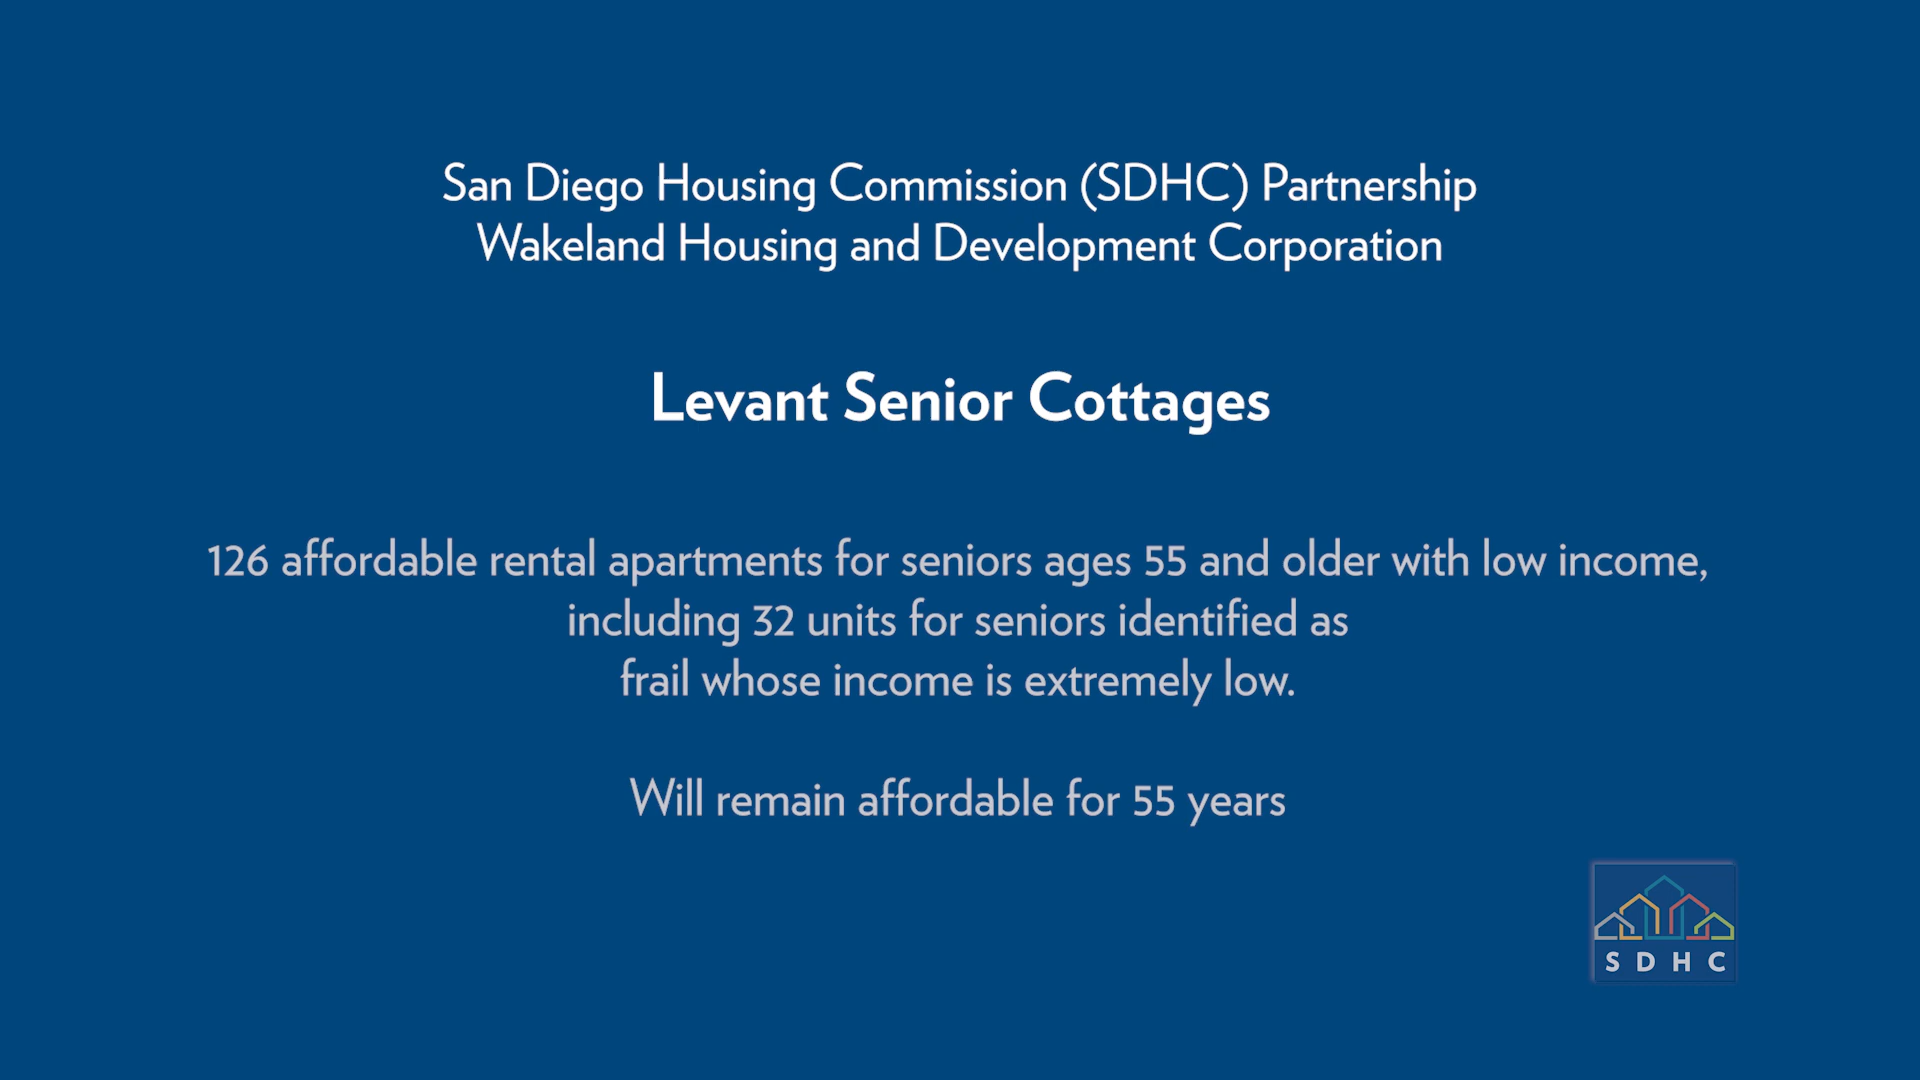 San Diego Housing Commission (SDHC) Partnership
Wakeland Housing and Development Corporation
Levant Senior Cottages
126 affordable rental apartments for seniors ages 55 and older with low income,
including 32 units for seniors identified as
frail whose income is extremely low.
Will remain affordable for 55 years
SDHC